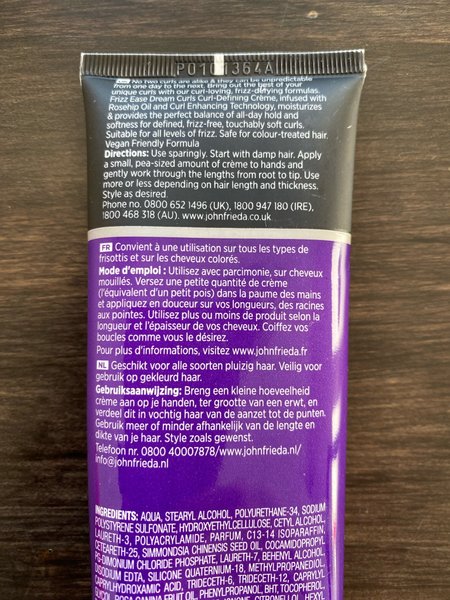 P01 1364A
No two curls are alike & they can be unpredictable
from one day to the next. Bring out the best of your
unique curls with our curl-loving, frizz-defying formulas.
Frizz Ease Dream Curls Curl-Defining Crème, infused with
Rosehip Oil and Curl Enhancing Technology, moisturizes
& provides the perfect balance of all-day hold and
softness for defined, frizz-free, touchably soft curls.
Suitable for all levels of frizz. Safe for colour-treated hair.
Vegan Friendly Formula
Directions: Use sparingly. Start with damp hair. Apply
a small, pea-sized amount of crème to hands and
gently work through the lengths from root to tip. Use
more or less depending on hair length and thickness.
Style as desired.
Phone no. 0800 652 1496 (UK), 1800 947 180 (IRE),
1800 468 318 (AU). www.johnfrieda.co.uk
FR Convient à une utilisation sur tous les types de
frisottis et sur les cheveux colorés.
Mode d'emploi : Utilisez avec parcimonie, sur cheveux
mouillés. Versez une petite quantité de crème
(l'équivalent d'un petit pois) dans la paume des mains
et appliquez en douceur sur vos longueurs, des racines
aux pointes. Utilisez plus ou moins de produit selon la
longueur et l'épaisseur de vos cheveux. Coiffez vos
boucles comme vous le désirez.
Pour plus d'informations, visitez www.johnfrieda.fr
NL Geschikt voor alle soorten pluizig haar. Veilig voor
gebruik op gekleurd haar.
Gebruiksaanwijzing: Breng een kleine hoeveelheid
crème aan op je handen, ter grootte van een erwt, en
verdeel dit in vochtig haar van de aanzet tot de punten.
Gebruik meer of minder afhankelijk van de lengte en
dikte van je haar. Style zoals gewenst.
Telefoon nr. 0800 40007878/www.johnfrieda.nl/
info@johnfrieda.nl
INGREDIENTS: AQUA, STEARYL ALCOHOL, POLYURETHANE-34, SODIUM
POLYSTYRENE SULFONATE, HYDROXYETHYLCELLULOSE, CETYL ALCOHOL,
LAURETH-3, POLYACRYLAMIDE, PARFUM, C13-14 ISOPARAFFIN,
CETEARETH-25, SIMMONDSIA CHINENSIS SEED OIL, COCAMIDOPROPYL
PG-DIMONIUM CHLORIDE PHOSPHATE, LAURETH-7, BEHENYL ALCOHOL,
DISODIUM EDTA, SILICONE QUATERNIUM-18, METHYLPROPANEDIOL,
CAPRYLHYDROXAMIC ACID, TRIDECETH-6, TRIDECETH-12, CAPRYLYL
GLYCOL, ROSA CANINA FRUIT OIL, PHENYLPROPANOL, BHT, TOCOPHEROL,
CITRONELLOL, HEXYL